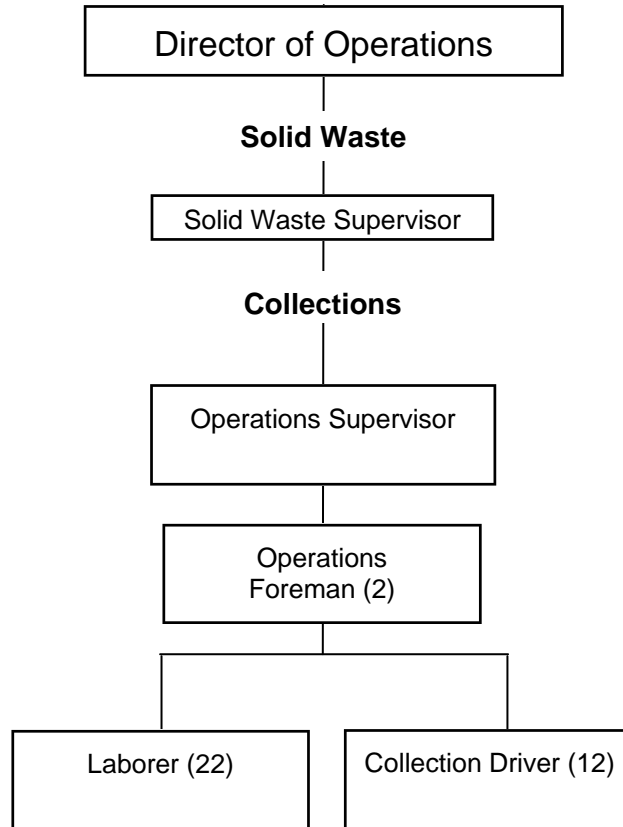 Director of Operations
Solid Waste
Solid Waste Supervisor
Collections
Operations Supervisor
Operations
Foreman (2)
Laborer (22)
Collection Driver (12)